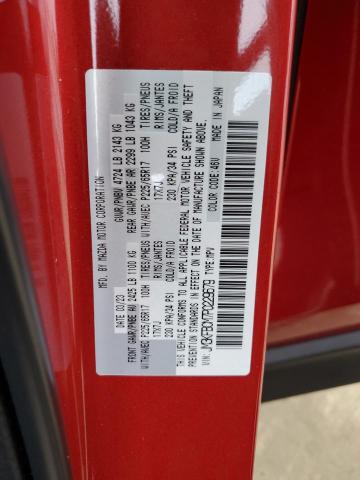 MFD. BY MAZDA MOTOR CORPORATION
DATE: 03/23 GVWR/PNBV 4724 LB 2143 KG
FRONT GAWR/PNBE AV 2425 LB 1100 KG REAR GAWR/PNBE AR 2299 LB 1043 KG
WITH/AVEC P225/65R17 100H TIRES/PNEUS WITH/AVEC P225/65R17 100H TIRES/PNEUS
17X7J RIMS/JANTES 17X7J RIMS/JANTES
230 KPA/34 PSI COLD/A FROID 230 KPA/34 PSI COLD/A FROID
THIS VEHICLE CONFORMS TO ALL APPLICABLE FEDERAL MOTOR VEHICLE SAFETY AND THEFT
PREVENTION STANDARDS IN EFFECT ON THE DATE OF MANUFACTURE SHOWN ABOVE.
COLOR CODE: 46V MADE IN JAPAN
VIN: TYPE: MPV